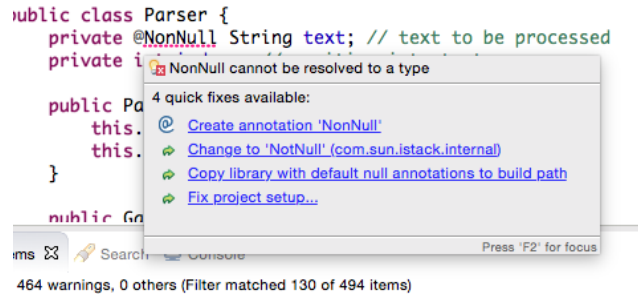 public class Parser {
private @NonNull String text; // text to be processed
private
NonNull cannot be resolved to a type
4 quick fixes available:
Create annotation 'NonNull'
Change to 'NotNull' (com.sun.istack.internal)
Copy library with default null annotations to build path
Fix project setup...
Press 'F2' for focus
public
this.
this.
}
public
Search Console
464 warnings, 0 others (Filter matched 130 of 494 items)